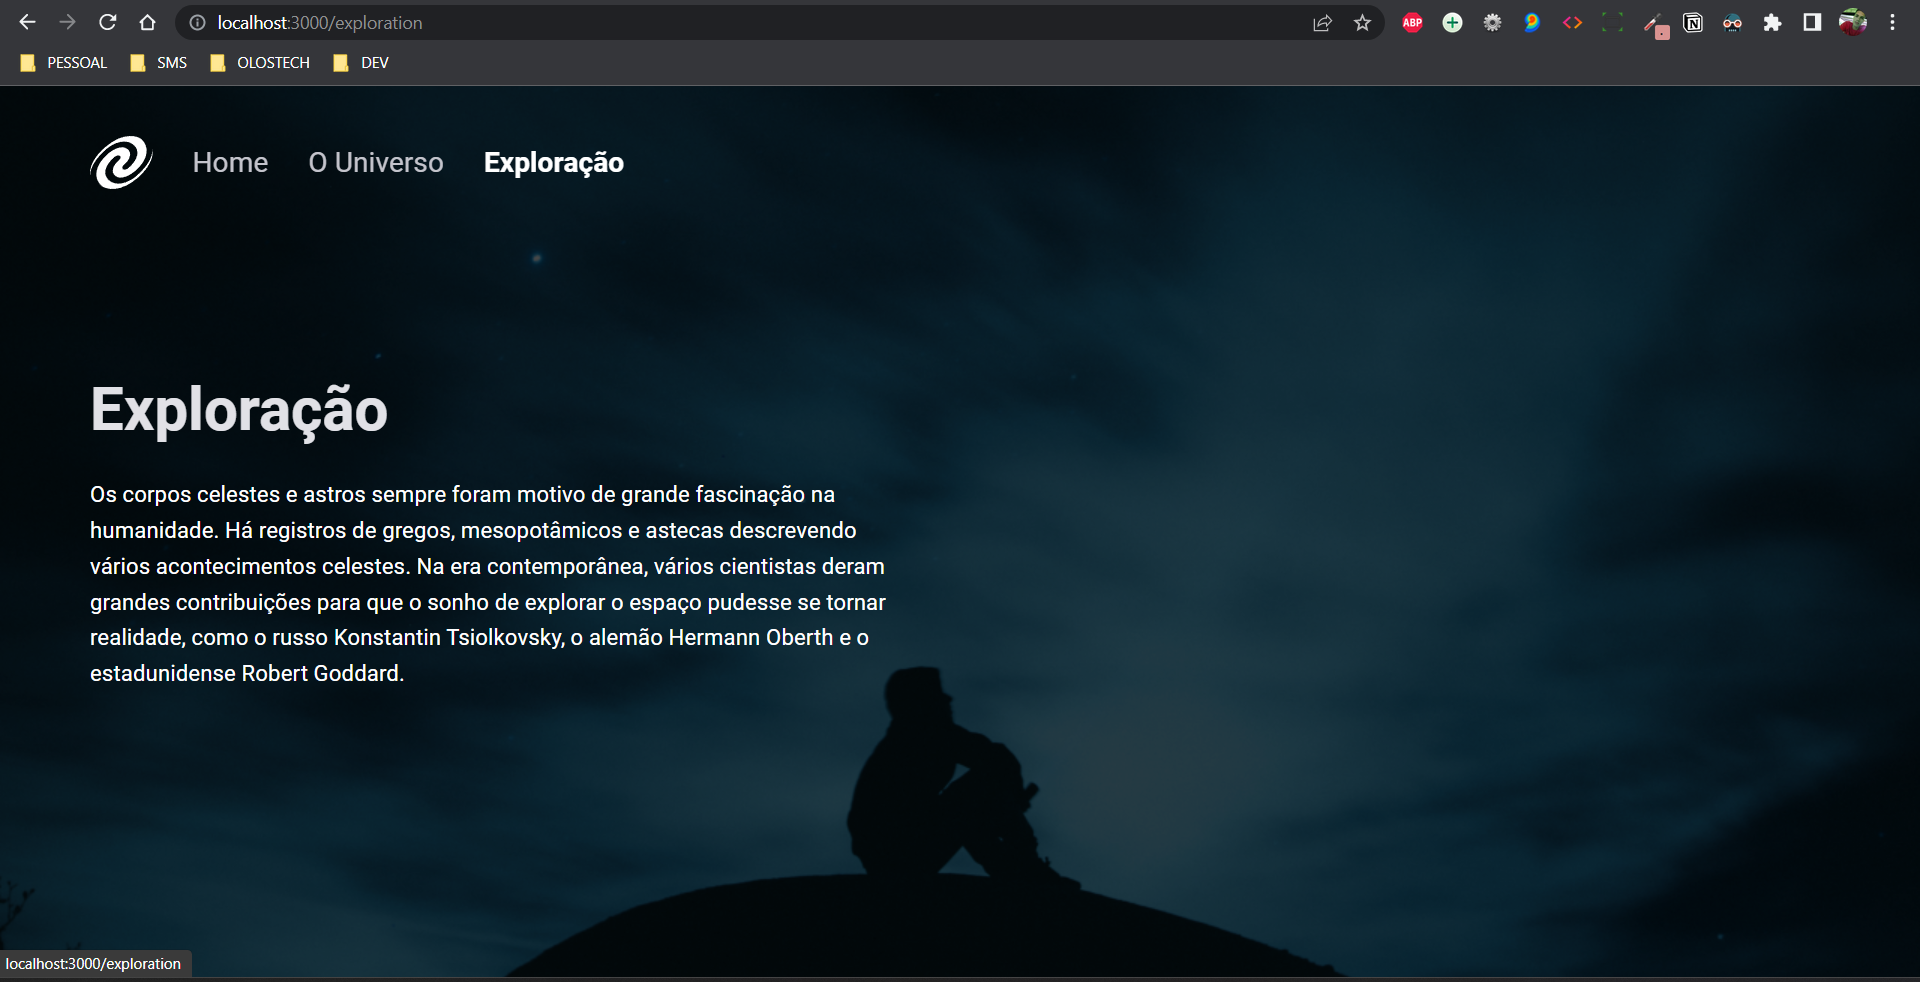 localhost:3000/exploration
ABP
PESSOAL SMS OLOSTECH DEV
Home O Universo Exploração
Exploração
Os corpos celestes e astros sempre foram motivo de grande fascinação na
humanidade. Há registros de gregos, mesopotâmicos e astecas descrevendo
vários acontecimentos celestes. Na era contemporânea, vários cientistas deram
grandes contribuições para que o sonho de explorar o espaço pudesse se tornar
realidade, como o russo Konstantin Tsiolkovsky, o alemão Hermann Oberth e o
estadunidense Robert Goddard.
localhost:3000/exploration